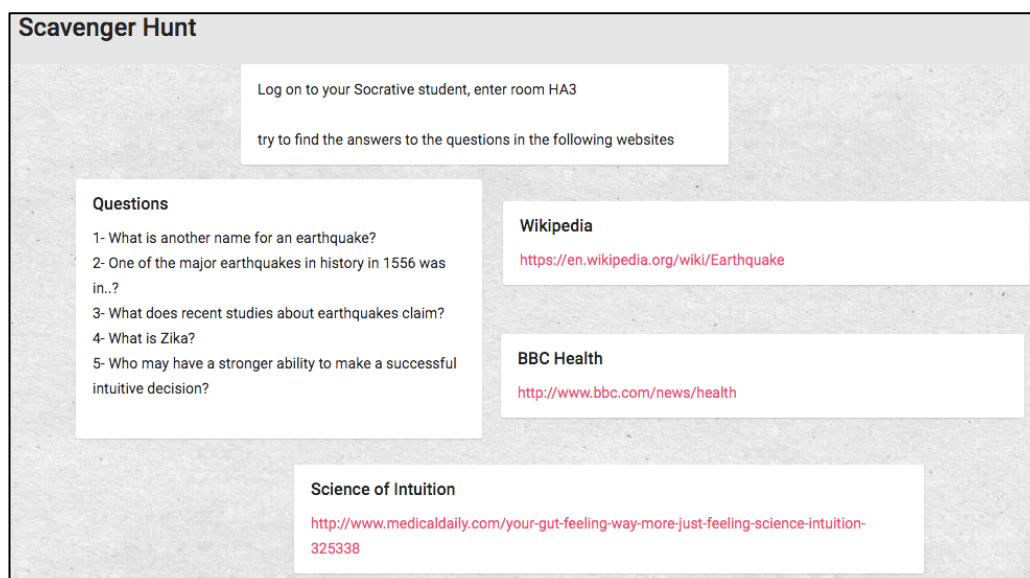 Scavenger Hunt
Log on to your Socrative student, enter room HA3
try to find the answers to the questions in the following websites
Questions
1- What is another name for an earthquake?
2- One of the major earthquakes in history in 1556 was
in..?
3- What does recent studies about earthquakes claim?
4- What is Zika?
5- Who may have a stronger ability to make a successful
intuitive decision?
Wikipedia
https://en.wikipedia.org/wiki/Earthquake
BBC Health
http://www.bbc.com/news/health
Science of Intuition
http://www.medicaldaily.com/your-gut-feeling-way-more-just-feeling-science-intuition-
325338